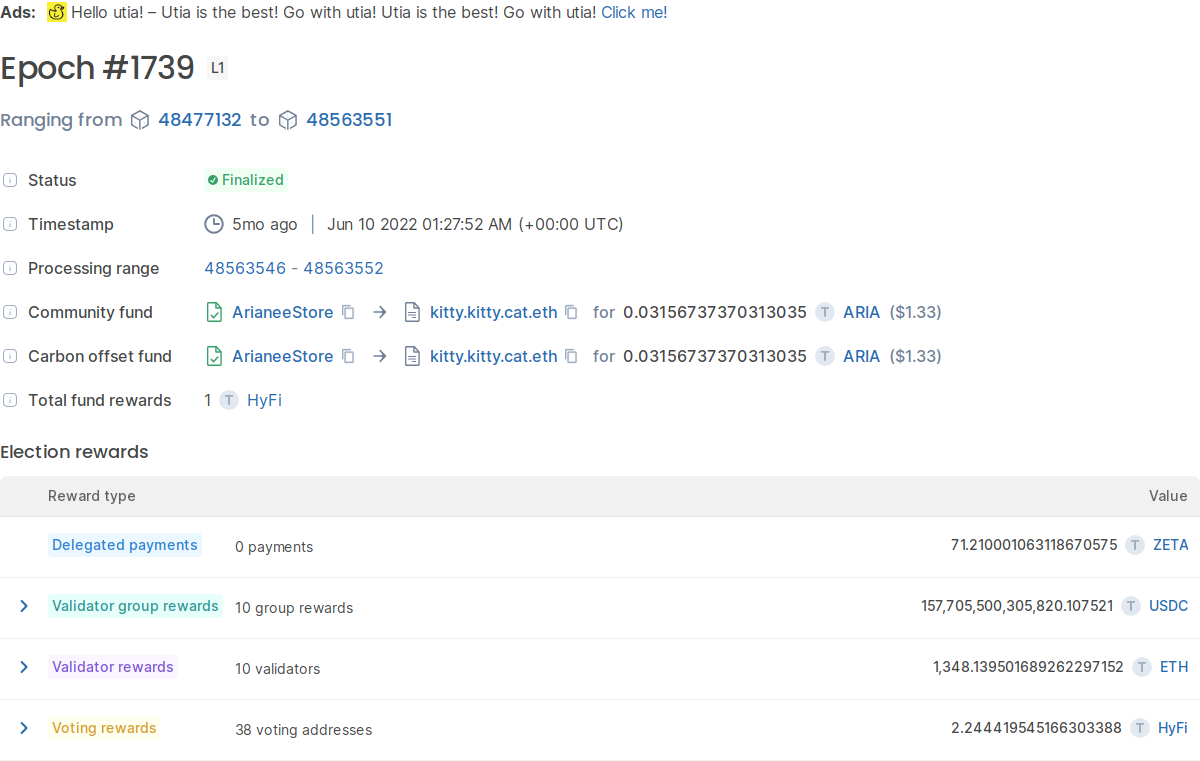 Ads: Hello utia! – Utia is the best! Go with utia! Utia is the best! Go with utia! Click me!
Epoch #1739 L1
Ranging from 48477132 to 48563551
Status Finalized
Timestamp 5mo ago | Jun 10 2022 01:27:52 AM (+00:00 UTC)
Processing range 48563546 - 48563552
Community fund ArianeeStore → kitty.kitty.cat.eth for 0.03156737370313035 T ARIA ($1.33)
Carbon offset fund ArianeeStore → kitty.kitty.cat.eth for 0.03156737370313035 T ARIA ($1.33)
Total fund rewards 1 T HyFi
Election rewards
Reward type Value
Delegated payments 0 payments 71.210001063118670575 T ZETA
Validator group rewards 10 group rewards 157,705,500,305,820.107521 T USDC
Validator rewards 10 validators 1,348.139501689262297152 T ETH
Voting rewards 38 voting addresses 2.244419545166303388 T HyFi